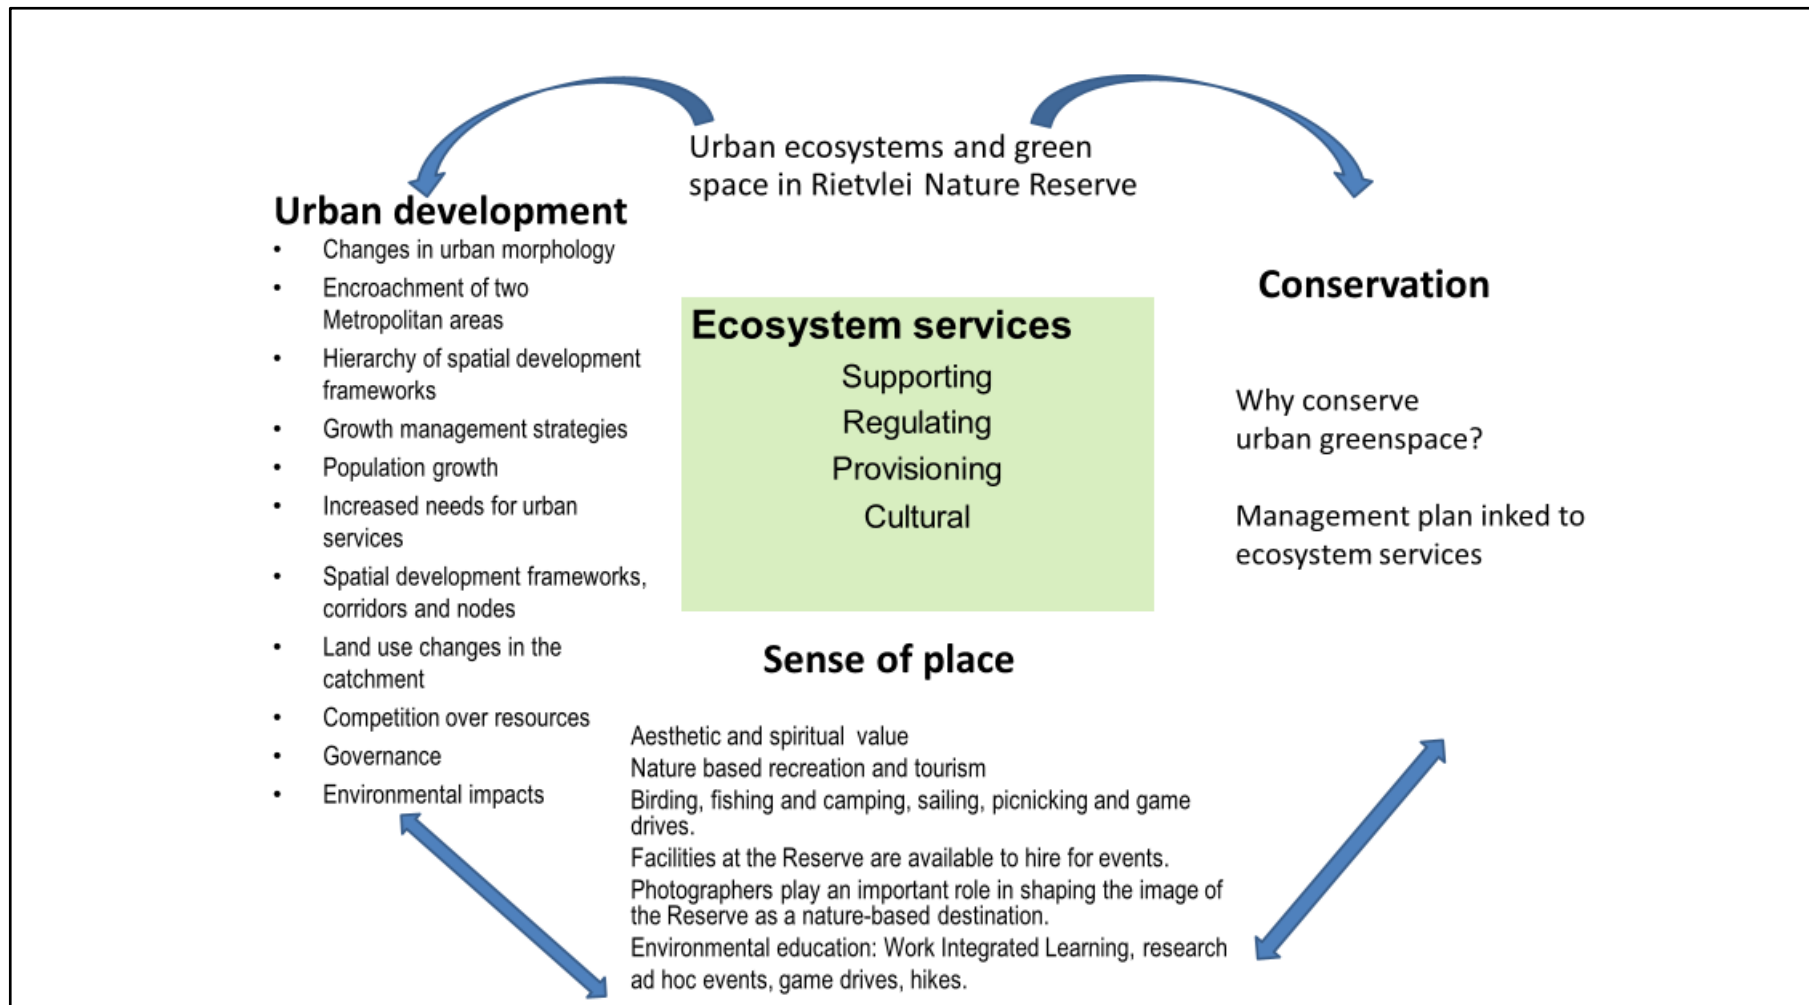 Urban ecosystems and green
space in Rietvlei Nature Reserve
Urban development
• Changes in urban morphology
• Encroachment of two
Metropolitan areas
• Hierarchy of spatial development
frameworks
• Growth management strategies
• Population growth
• Increased needs for urban
services
• Spatial development frameworks,
corridors and nodes
• Land use changes in the
catchment
• Competition over resources
• Governance
• Environmental impacts
Ecosystem services
Supporting
Regulating
Provisioning
Cultural
Conservation
Why conserve
urban greenspace?
Management plan inked to
ecosystem services
Sense of place
Aesthetic and spiritual value
Nature based recreation and tourism
Birding, fishing and camping, sailing, picnicking and game
drives.
Facilities at the Reserve are available to hire for events.
Photographers play an important role in shaping the image of
the Reserve as a nature-based destination.
Environmental education: Work Integrated Learning, research
ad hoc events, game drives, hikes.